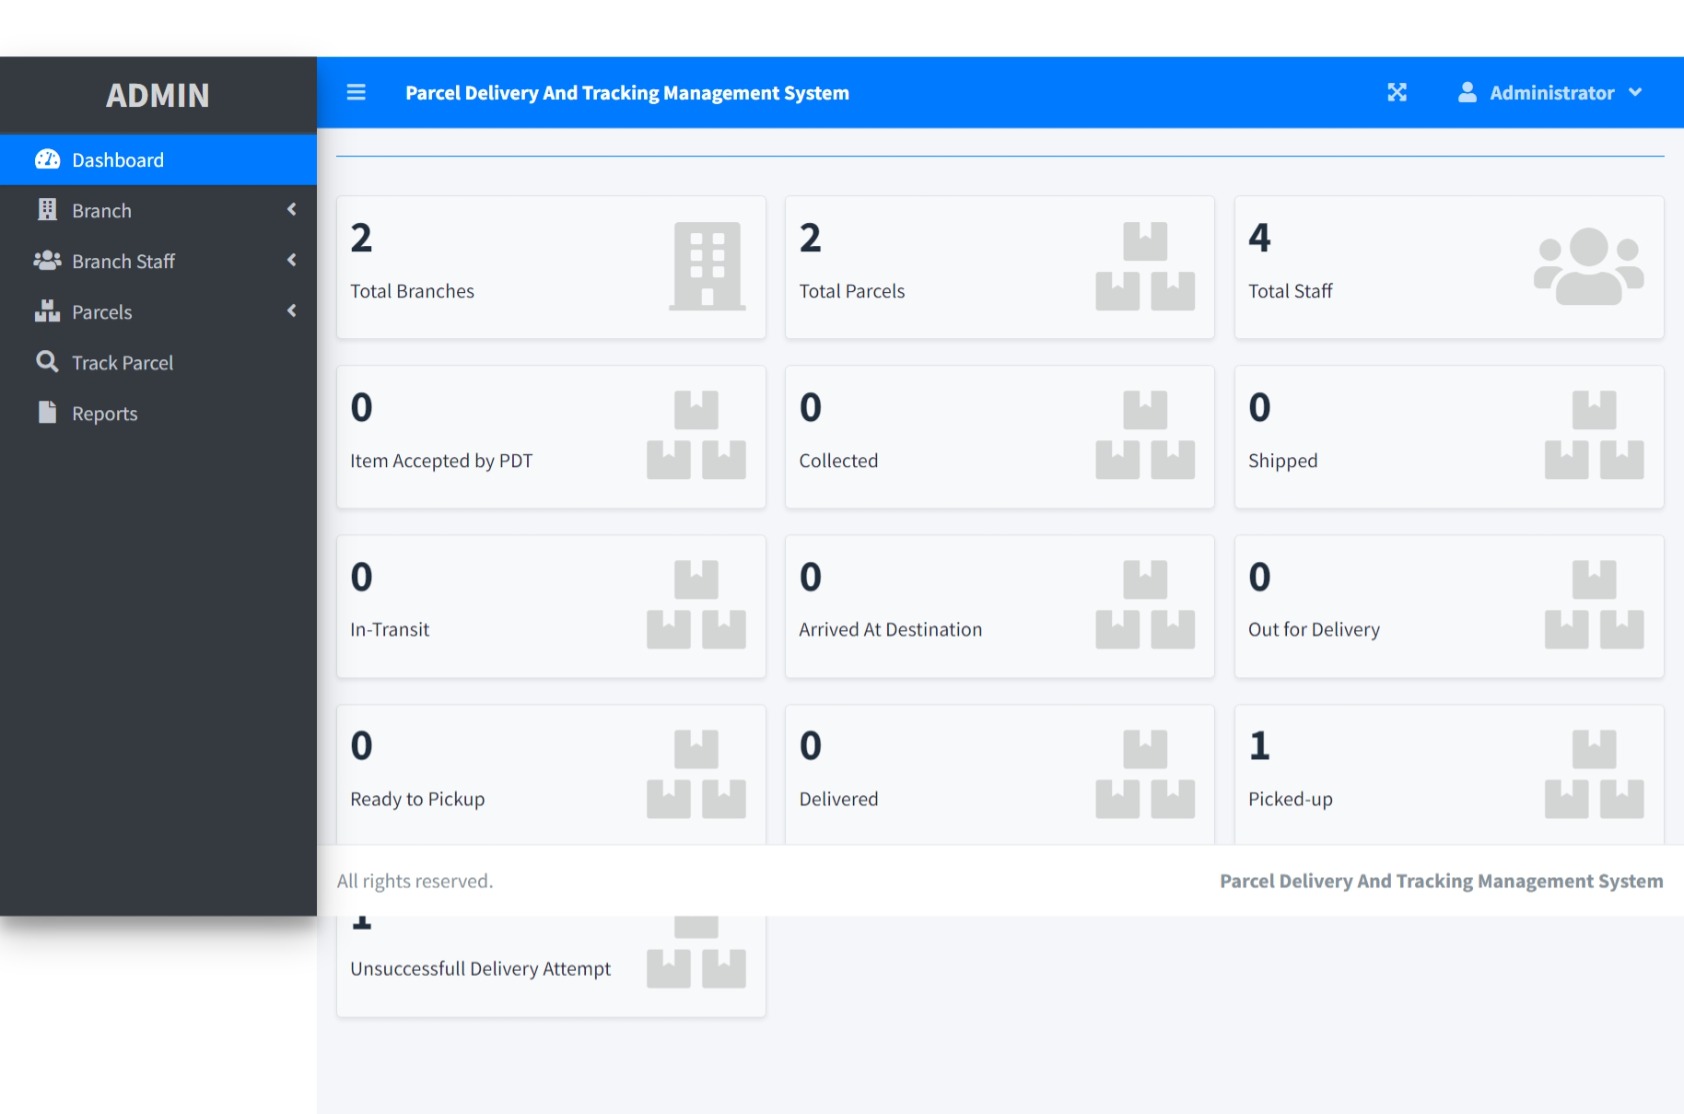 ADMIN
Parcel Delivery And Tracking Management System
Administrator
Dashboard
Branch
Branch Staff
Parcels
Track Parcel
Reports
2
Total Branches
2
Total Parcels
4
Total Staff
0
Item Accepted by PDT
0
Collected
0
Shipped
0
In-Transit
0
Arrived At Destination
0
Out for Delivery
0
Ready to Pickup
0
Delivered
1
Picked-up
All rights reserved.
Parcel Delivery And Tracking Management System
1
Unsuccessfull Delivery Attempt